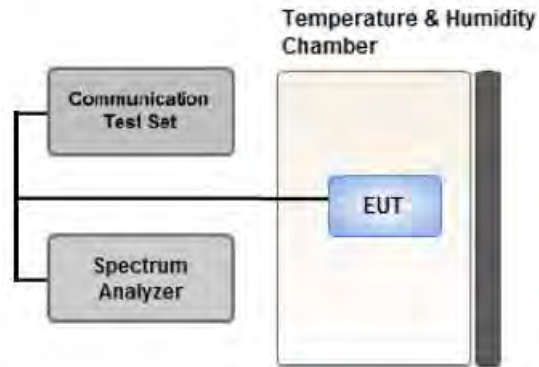 Temperature & Humidity
Chamber
Communication
Test Set
EUT
Spectrum
Analyzer